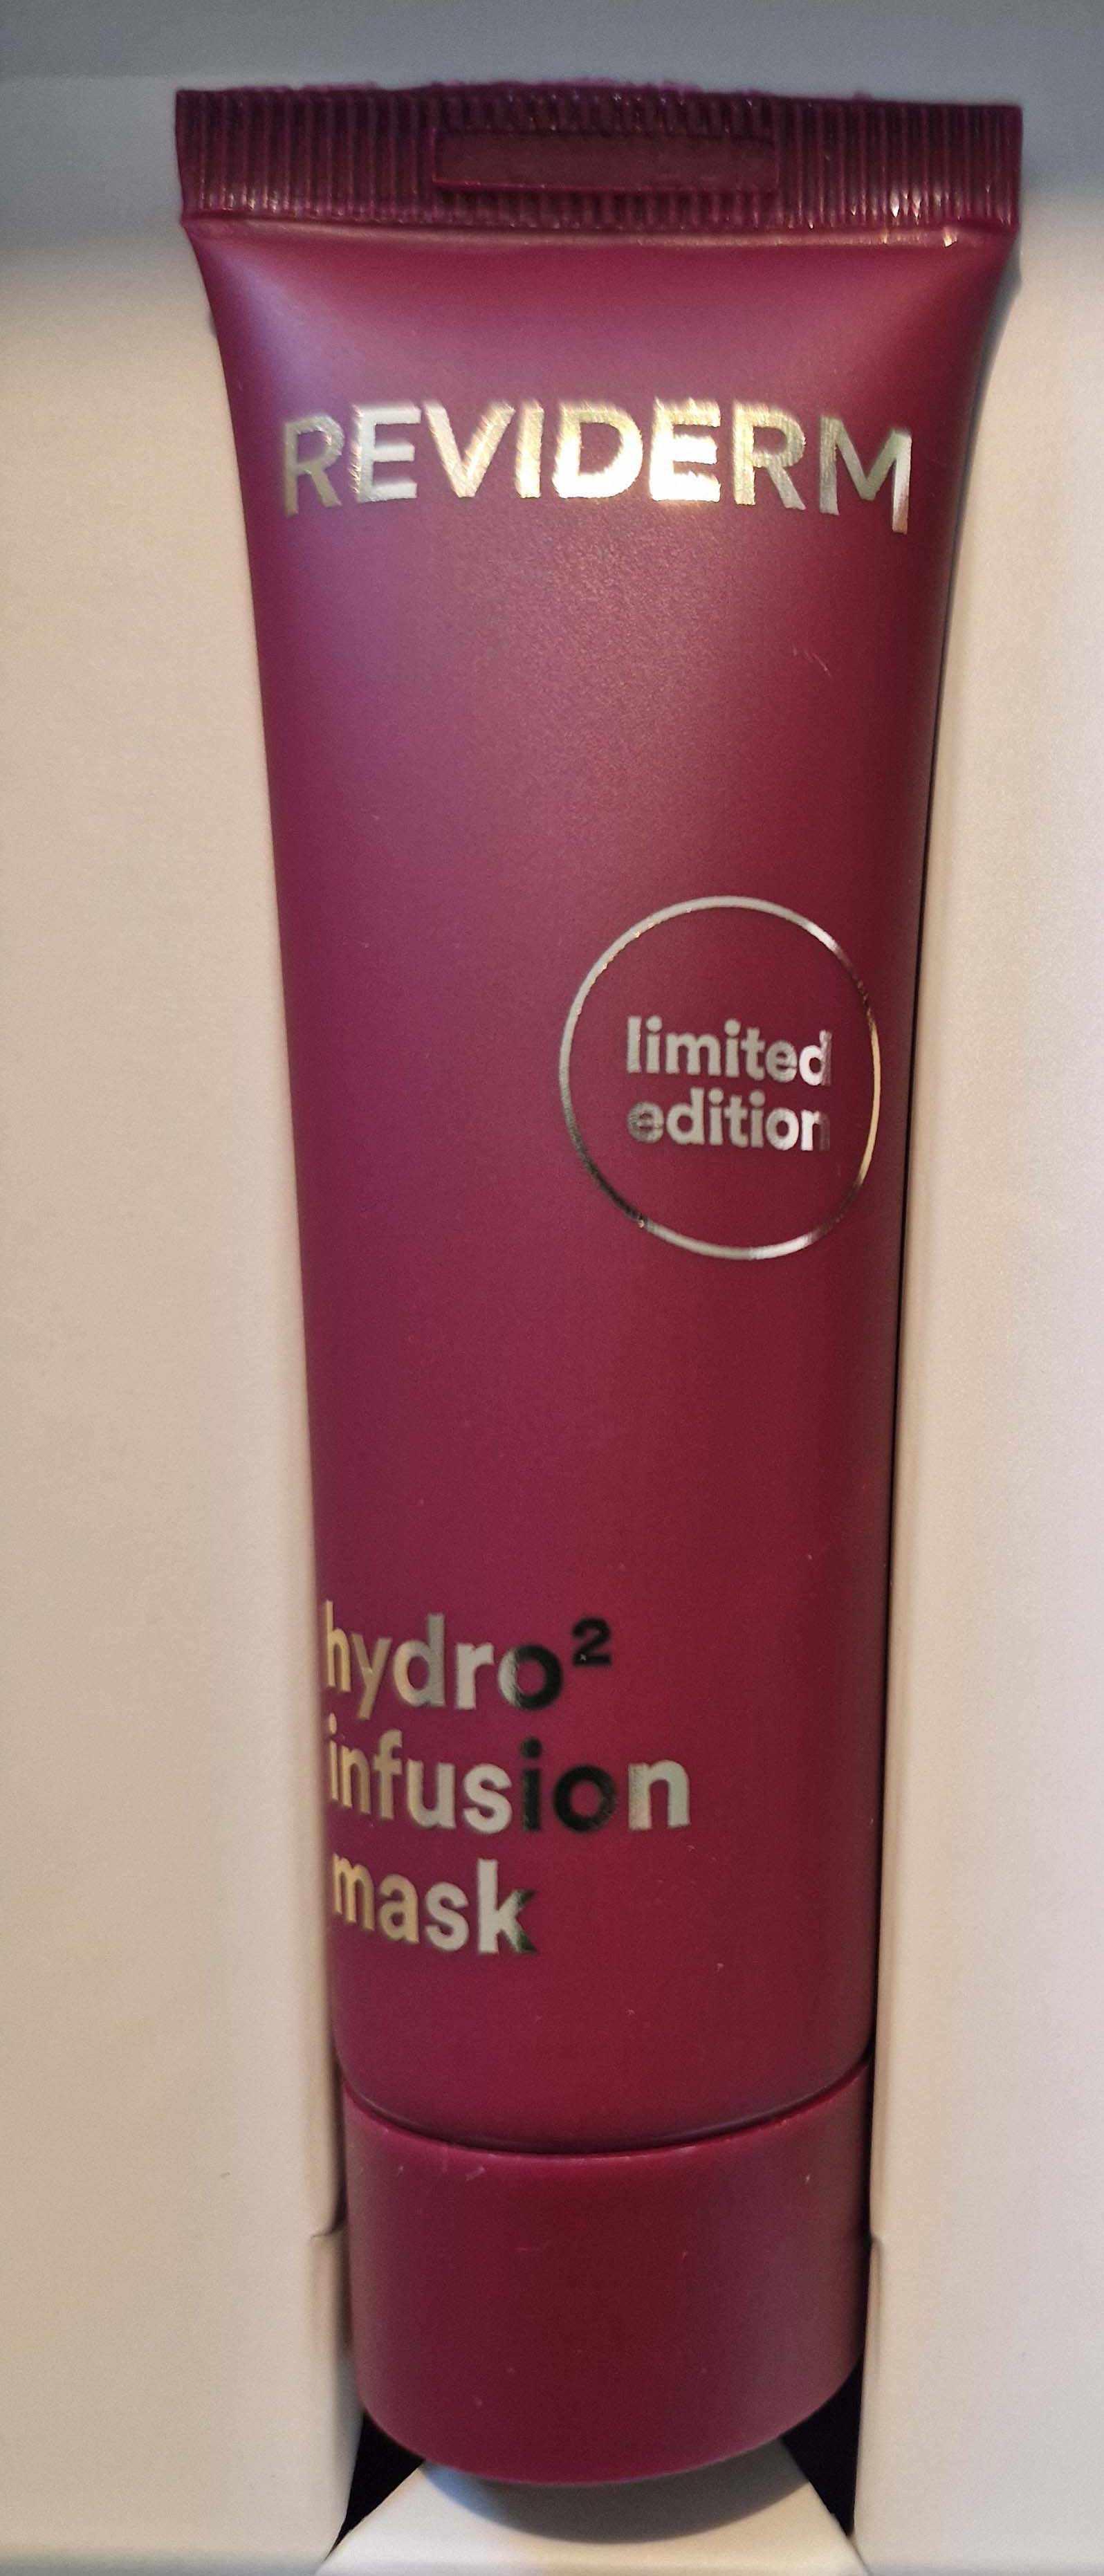 REVIDERM
limited
edition
hydro²
infusion
mask